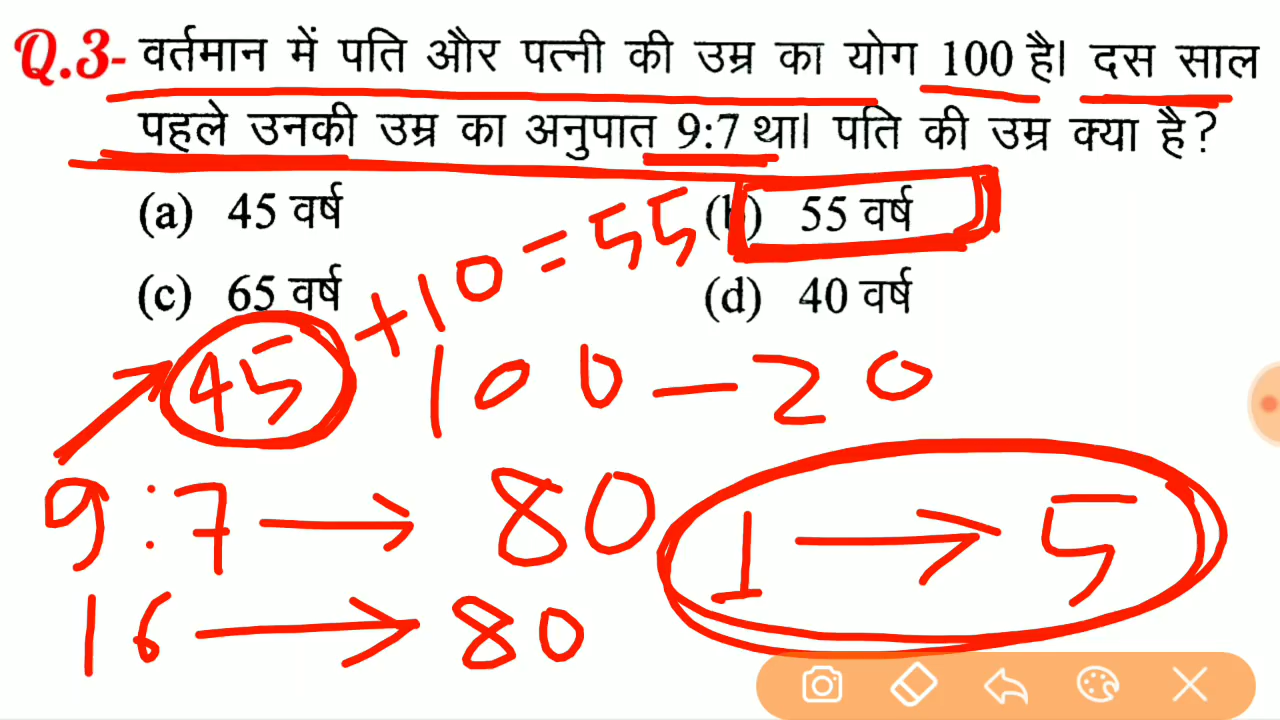 Q.3- वर्तमान में पति और पत्नी की उम्र का योग 100 है। दस साल
पहले उनकी उम्र का अनुपात 9:7 था। पति की उम्र क्या है?
(a) 45 वर्ष (b) 55 वर्ष
(c) 65 वर्ष (d) 40 वर्ष
45 +10=55
100-20
9:7 → 80
1 → 5
16 → 80